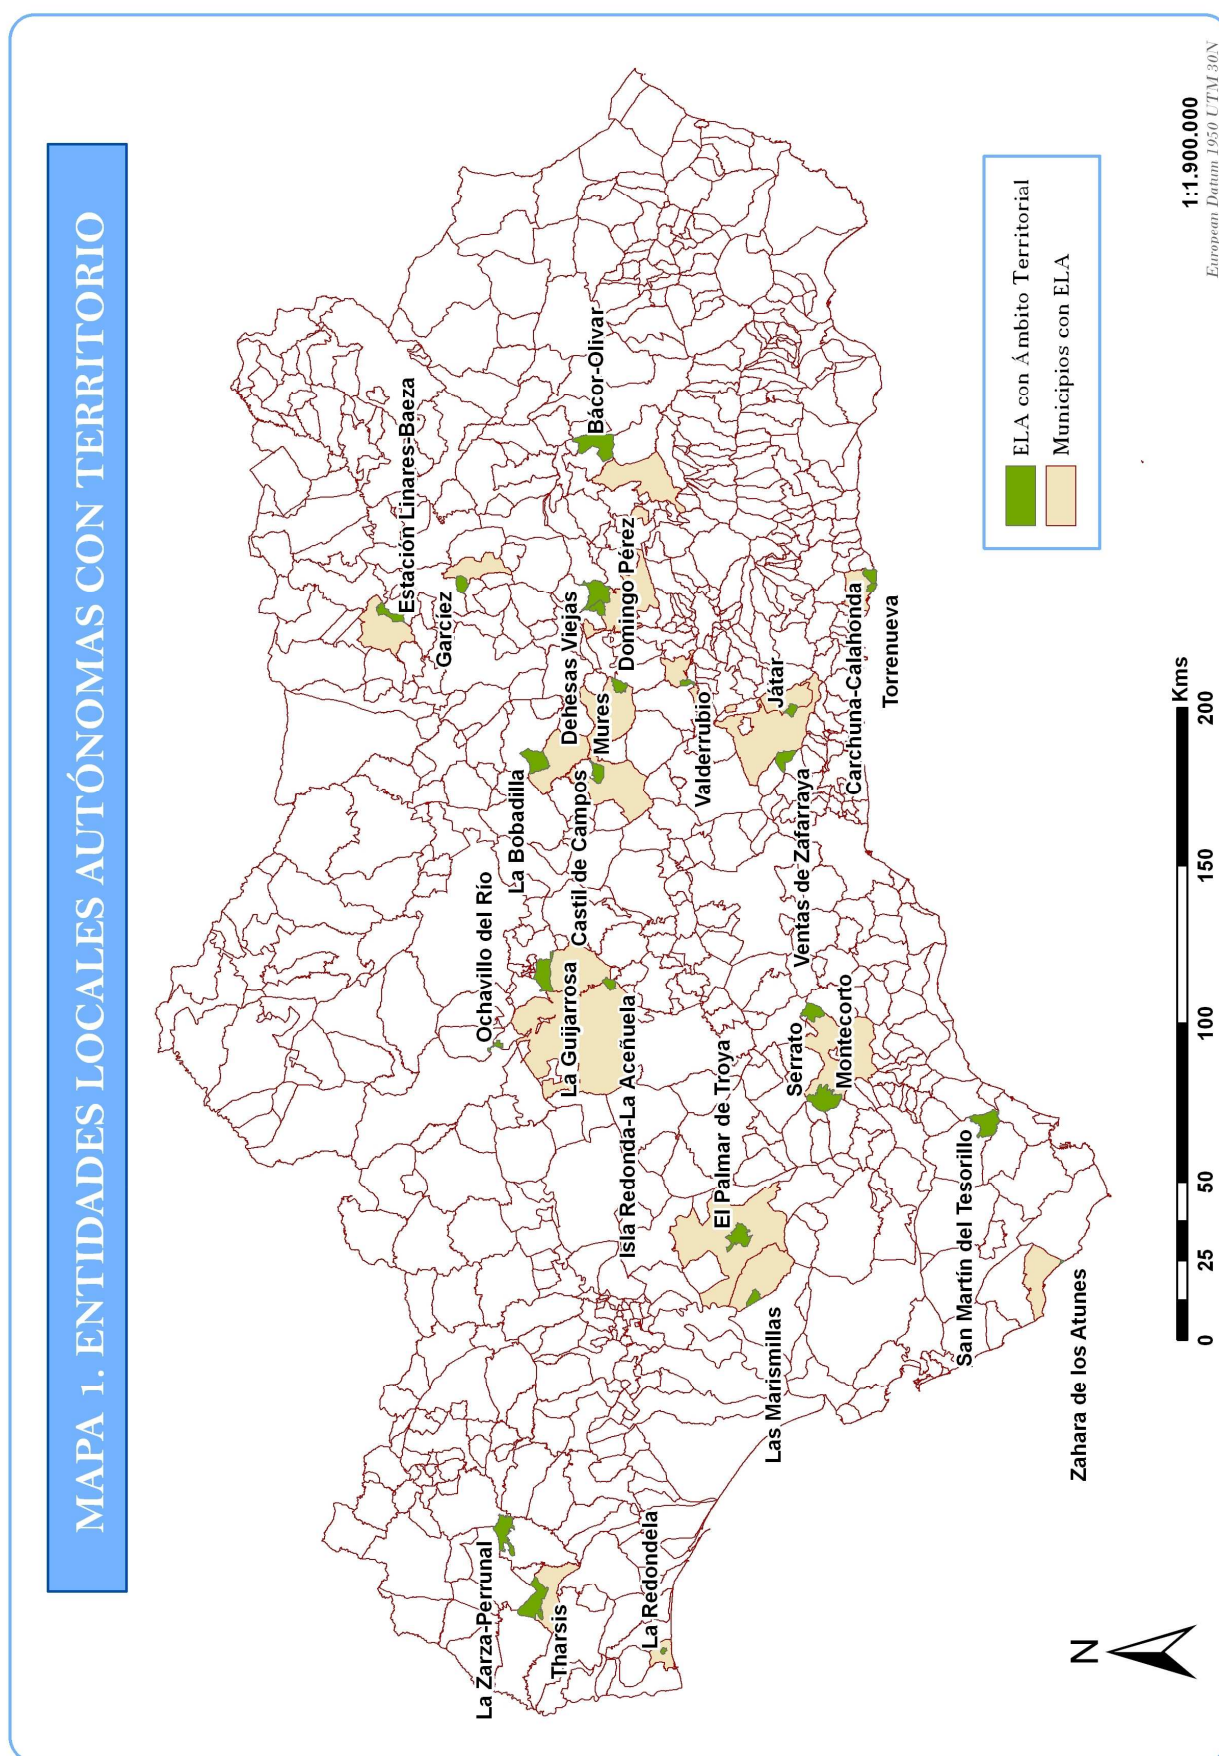 MAPA 1. ENTIDADES LOCALES AUTÓNOMAS CON TERRITORIO
Estación Linares-Baeza
Garcíez
Bácor-Olivar
Ochavillo del Río
La Bobadilla
Dehesas Viejas
Domingo Pérez
Mures
Castil de Campos
La Guijarrosa
Isla Redonda-La Aceñuela
La Zarza-Perrunal
Tharsis
La Redondela
Valderrubio
Játar
Ventas de Zafarraya
Carchuna-Calahonda
Torrenueva
El Palmar de Troya
Serrato
Montecorto
Las Marismillas
San Martín del Tesorillo
Zahara de los Atunes
ELA con Ámbito Territorial
Municipios con ELA
N
0 25 50 100 150 200
Kms
1:1.900.000
European Datum 1950 UTM 30N